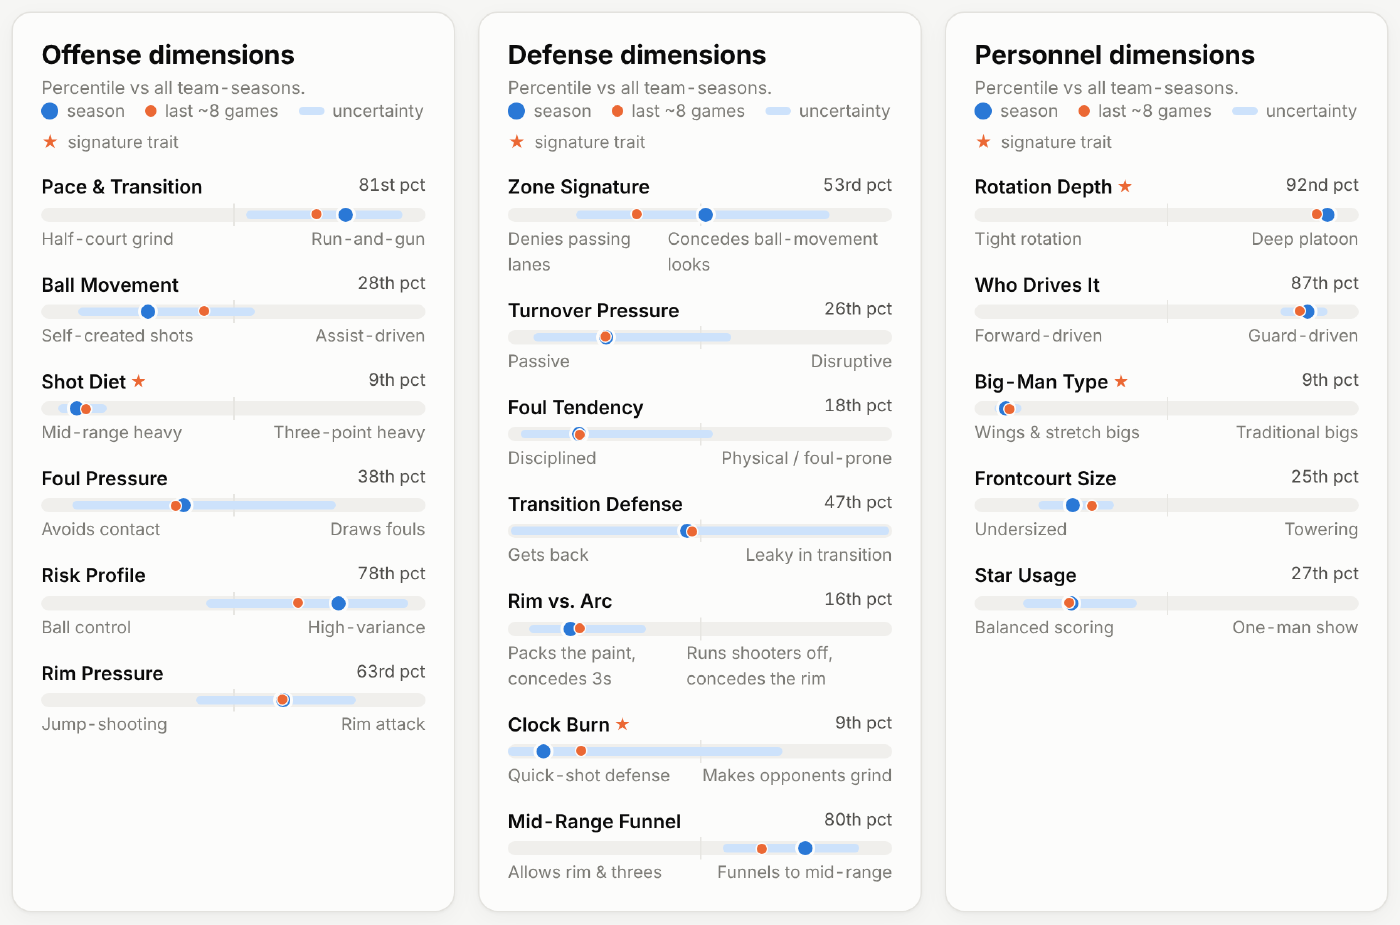 Offense dimensions
Percentile vs all team-seasons.
season last ~8 games uncertainty
★ signature trait
Pace & Transition 81st pct
Half-court grind Run-and-gun
Ball Movement 28th pct
Self-created shots Assist-driven
Shot Diet ★ 9th pct
Mid-range heavy Three-point heavy
Foul Pressure 38th pct
Avoids contact Draws fouls
Risk Profile 78th pct
Ball control High-variance
Rim Pressure 63rd pct
Jump-shooting Rim attack
Defense dimensions
Percentile vs all team-seasons.
season last ~8 games uncertainty
★ signature trait
Zone Signature 53rd pct
Denies passing Concedes ball-movement
lanes looks
Turnover Pressure 26th pct
Passive Disruptive
Foul Tendency 18th pct
Disciplined Physical / foul-prone
Transition Defense 47th pct
Gets back Leaky in transition
Rim vs. Arc 16th pct
Packs the paint, Runs shooters off,
concedes 3s concedes the rim
Clock Burn ★ 9th pct
Quick-shot defense Makes opponents grind
Mid-Range Funnel 80th pct
Allows rim & threes Funnels to mid-range
Personnel dimensions
Percentile vs all team-seasons.
season last ~8 games uncertainty
★ signature trait
Rotation Depth ★ 92nd pct
Tight rotation Deep platoon
Who Drives It 87th pct
Forward-driven Guard-driven
Big-Man Type ★ 9th pct
Wings & stretch bigs Traditional bigs
Frontcourt Size 25th pct
Undersized Towering
Star Usage 27th pct
Balanced scoring One-man show